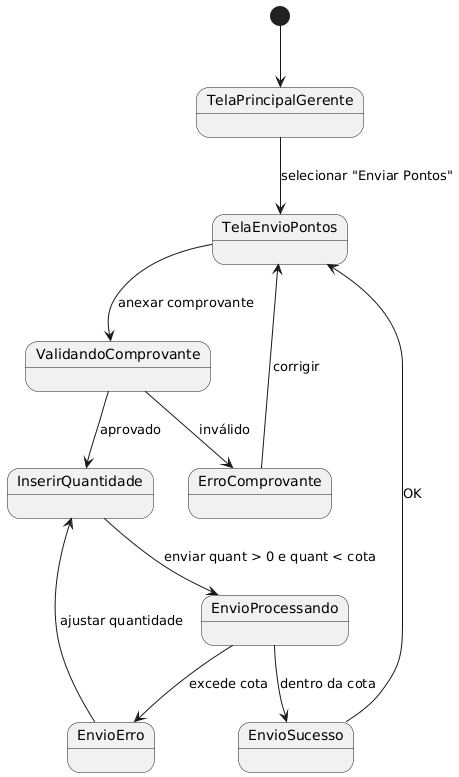 TelaPrincipalGerente
selecionar "Enviar Pontos"
TelaEnvioPontos
anexar comprovante
ValidandoComprovante
corrigir
aprovado
inválido
InserirQuantidade
ErroComprovante
OK
enviar quant > 0 e quant < cota
EnvioProcessando
ajustar quantidade
excede cota
dentro da cota
EnvioErro
EnvioSucesso